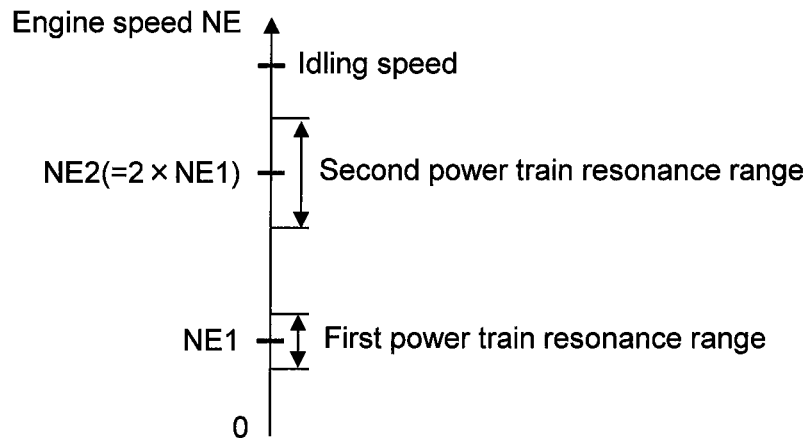 Engine speed NE
Idling speed
NE2(=2×NE1)
Second power train resonance range
NE1
First power train resonance range
0